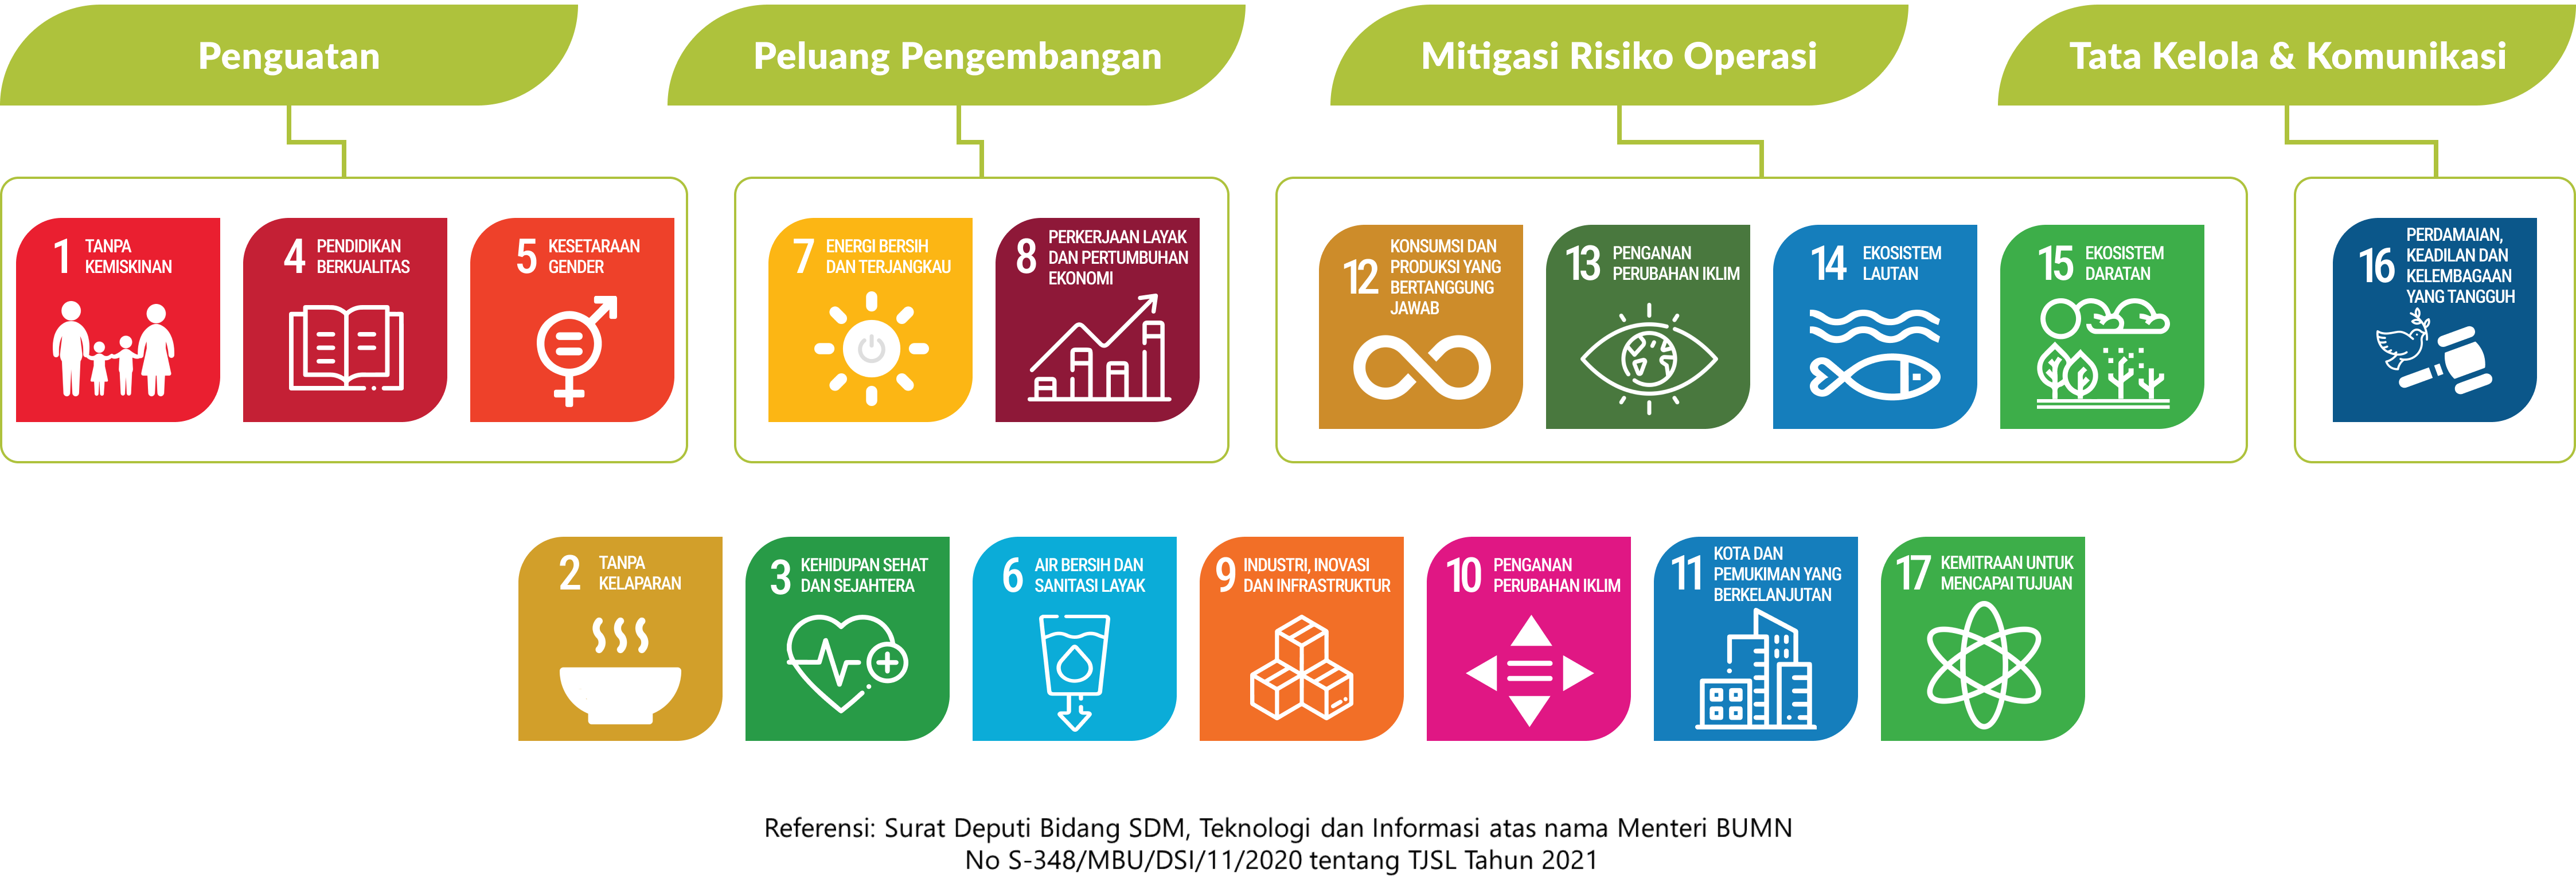 Penguatan
Peluang Pengembangan
Mitigasi Risiko Operasi
Tata Kelola & Komunikasi
1 TANPA
KEMISKINAN
4 PENDIDIKAN
BERKUALITAS
5 KESETARAAN
GENDER
7 ENERGI BERSIH
DAN TERJANGKAU
8 PERKERJAAN LAYAK
DAN PERTUMBUHAN
EKONOMI
12 KONSUMSI DAN
PRODUKSI YANG
BERTANGGUNG
JAWAB
13 PENGANAN
PERUBAHAN IKLIM
14 EKOSISTEM
LAUTAN
15 EKOSISTEM
DARATAN
16 PERDAMAIAN,
KEADILAN DAN
KELEMBAGAAN
YANG TANGGUH
2 TANPA
KELAPARAN
3 KEHIDUPAN SEHAT
DAN SEJAHTERA
6 AIR BERSIH DAN
SANITASI LAYAK
9 INDUSTRI, INOVASI
DAN INFRASTRUKTUR
10 PENGANAN
PERUBAHAN IKLIM
11 KOTA DAN
PEMUKIMAN YANG
BERKELANJUTAN
17 KEMITRAAN UNTUK
MENCAPAI TUJUAN
Referensi: Surat Deputi Bidang SDM, Teknologi dan Informasi atas nama Menteri BUMN
No S-348/MBU/DSI/11/2020 tentang TJSL Tahun 2021